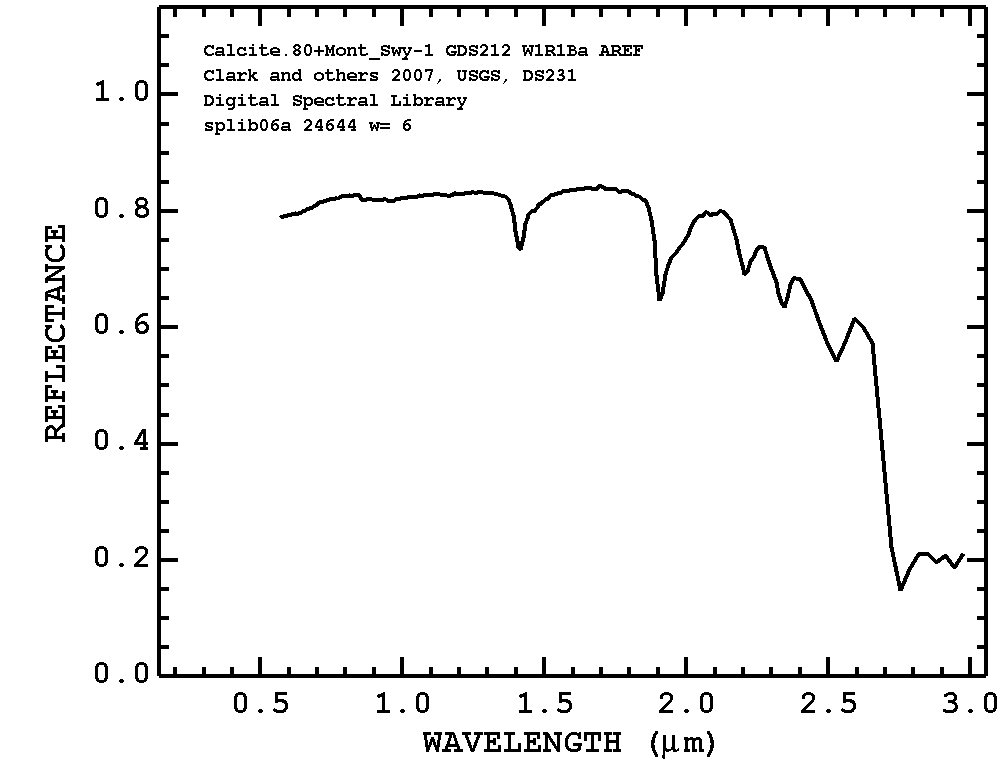 Calcite.80+Mont_Swy-1 GDS212 W1R1Ba AREF
Clark and others 2007, USGS, DS231
Digital Spectral Library
splib06a 24644 w= 6
1.0
0.8
0.6
0.4
0.2
0.0
REFLECTANCE
0.5 1.0 1.5 2.0 2.5 3.0
WAVELENGTH (μm)